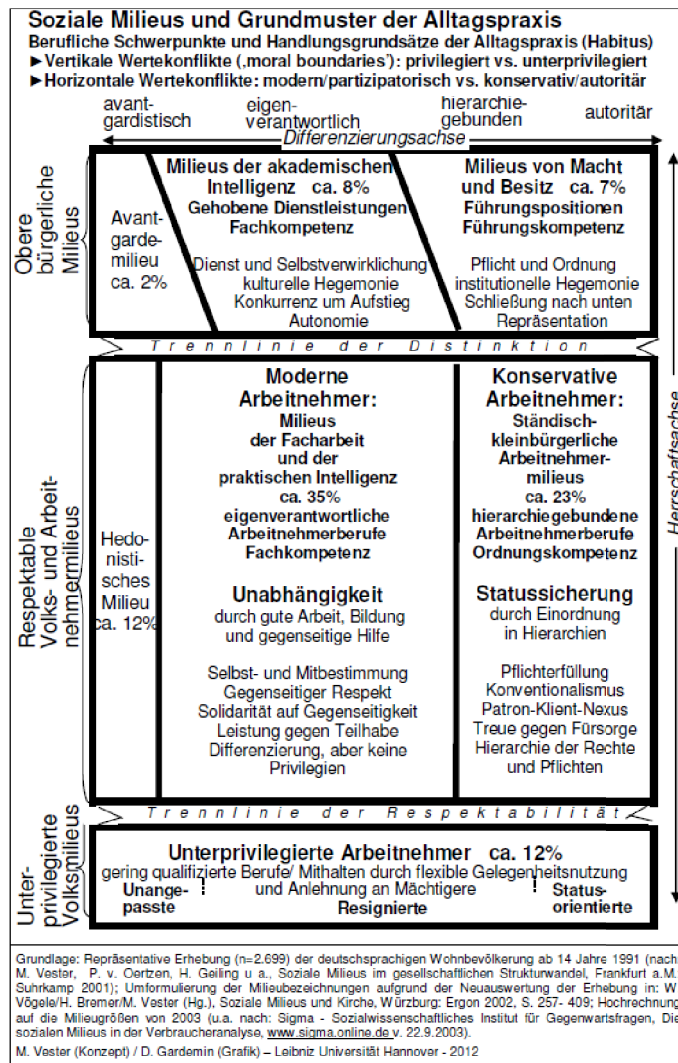 Soziale Milieus und Grundmuster der Alltagspraxis
Berufliche Schwerpunkte und Handlungsgrundsätze der Alltagspraxis (Habitus)
►Vertikale Wertekonflikte (‚moral boundaries'): privilegiert vs. unterprivilegiert
►Horizontale Wertekonflikte: modern/partizipatorisch vs. konservativ/autoritär
avant-
gardistisch
eigen-
verantwortlich
hierarchie-
gebunden
autoritär
Differenzierungsachse
Obere
bürgerliche
Milieus
Avant-
garde-
milieu
ca. 2%
Milieus der akademischen
Intelligenz ca. 8%
Gehobene Dienstleistungen
Fachkompetenz
Dienst und Selbstverwirklichung
kulturelle Hegemonie
Konkurrenz um Aufstieg
Autonomie
Milieus von Macht
und Besitz ca. 7%
Führungspositionen
Führungskompetenz
Pflicht und Ordnung
institutionelle Hegemonie
Schließung nach unten
Repräsentation
Trennlinie der Distinktion
Herrschaftsachse
Respektable
Volks- und Arbeit-
nehmermilieus
Hedo-
nisti-
sches
Milieu
ca. 12%
Moderne
Arbeitnehmer:
Milieus
der Facharbeit
und der
praktischen Intelligenz
ca. 35%
eigenverantwortliche
Arbeitnehmerberufe
Fachkompetenz
Unabhängigkeit
durch gute Arbeit, Bildung
und gegenseitige Hilfe
Selbst- und Mitbestimmung
Gegenseitiger Respekt
Solidarität auf Gegenseitigkeit
Leistung gegen Teilhabe
Differenzierung, aber keine
Privilegien
Konservative
Arbeitnehmer:
Ständisch-
kleinbürgerliche
Arbeitnehmer-
milieus
ca. 23%
hierarchiegebundene
Arbeitnehmerberufe
Ordnungskompetenz
Statussicherung
durch Einordnung
in Hierarchien
Pflichterfüllung
Konventionalismus
Patron-Klient-Nexus
Treue gegen Fürsorge
Hierarchie der Rechte
und Pflichten
Trennlinie der Respektabilität
Unter-
privilegierte
Volksmilieus
Unterprivilegierte Arbeitnehmer ca. 12%
gering qualifizierte Berufe/ Mithalten durch flexible Gelegenheitsnutzung
und Anlehnung an Mächtigere
Unange-
passte
Resignierte
Status-
orientierte
Grundlage: Repräsentative Erhebung (n=2.699) der deutschsprachigen Wohnbevölkerung ab 14 Jahre 1991 (nach:
M. Vester, P. v. Oertzen, H. Geiling u a., Soziale Milieus im gesellschaftlichen Strukturwandel, Frankfurt a.M.:
Suhrkamp 2001); Umformulierung der Milieubezeichnungen aufgrund der Neuauswertung der Erhebung in: W.
Vögele/H. Bremer/M. Vester (Hg.), Soziale Milieus und Kirche, Würzburg: Ergon 2002, S. 257- 409; Hochrechnung
auf die Milieugrößen von 2003 (u.a. nach: Sigma - Sozialwissenschaftliches Institut für Gegenwartsfragen, Die
sozialen Milieus in der Verbraucheranalyse, www.sigma.online.de v. 22.9.2003).
M. Vester (Konzept) / D. Gardemin (Grafik) – Leibniz Universität Hannover - 2012